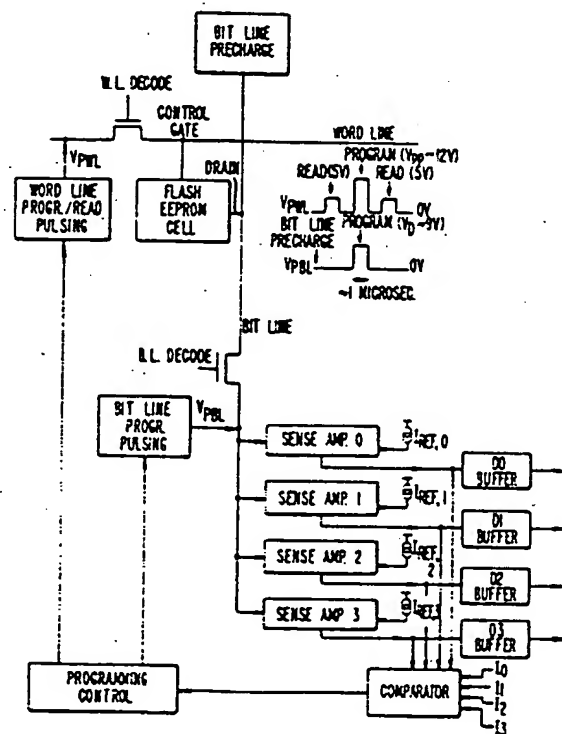 BIT LINE
PRECHARGE
W.L. DECODE
CONTROL
GATE
WORD LINE
VPWL
DRAIN
PROGRAM (VPP~12V)
READ(5V)
READ (5V)
WORD LINE
PROGR./READ
PULSING
FLASH
EEPROM
CELL
VPWL
0V
BIT LINE
PRECHARGE
PROGRAM(VD~9V)
VPBL
0V
~1 MICROSEC
BIT LINE
B.L. DECODE
BIT LINE
PROGR.
PULSING
VPBL
SENSE AMP. 0
IREF,0
D0
BUFFER
SENSE AMP 1
IREF,1
D1
BUFFER
SENSE AMP 2
IREF,
2
D2
BUFFER
SENSE AMP 3
IREF,3
D3
BUFFER
PROGRAMMING
CONTROL
COMPARATOR
I0
I1
I2
I3